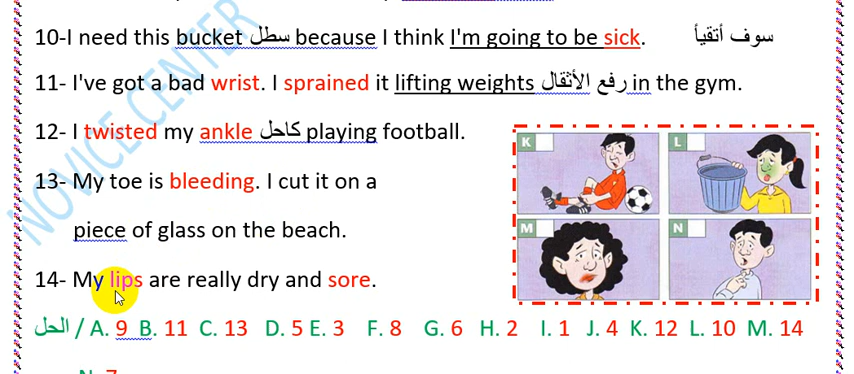 10-I need this bucket سطل because I think I'm going to be sick. سوف أتقيأ
11- I've got a bad wrist. I sprained it lifting weights رفع الأثقال in the gym.
12- I twisted my ankle كاحل playing football.
13- My toe is bleeding. I cut it on a
piece of glass on the beach.
14- My lips are really dry and sore.
K L
M N
الحل / A. 9 B. 11 C. 13 D. 5 E. 3 F. 8 G. 6 H. 2 I. 1 J. 4 K. 12 L. 10 M. 14
N. 7
NOVICE CENTER